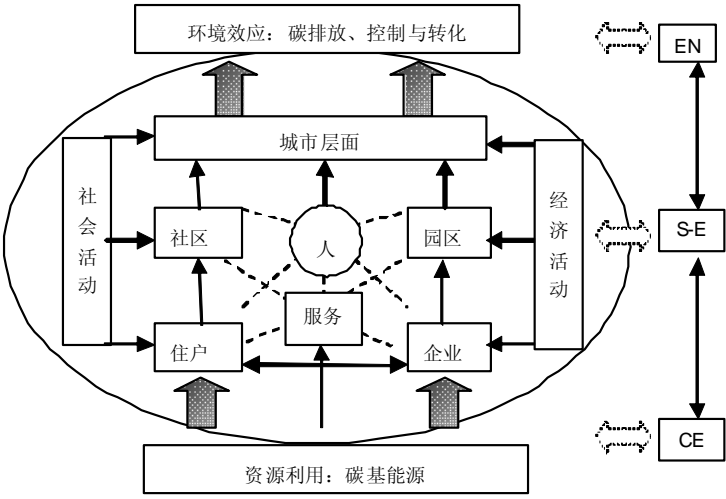 环境效应：碳排放、控制与转化
EN
城市层面
社会活动
经济活动
社区
人
园区
S-E
服务
住户
企业
CE
资源利用：碳基能源